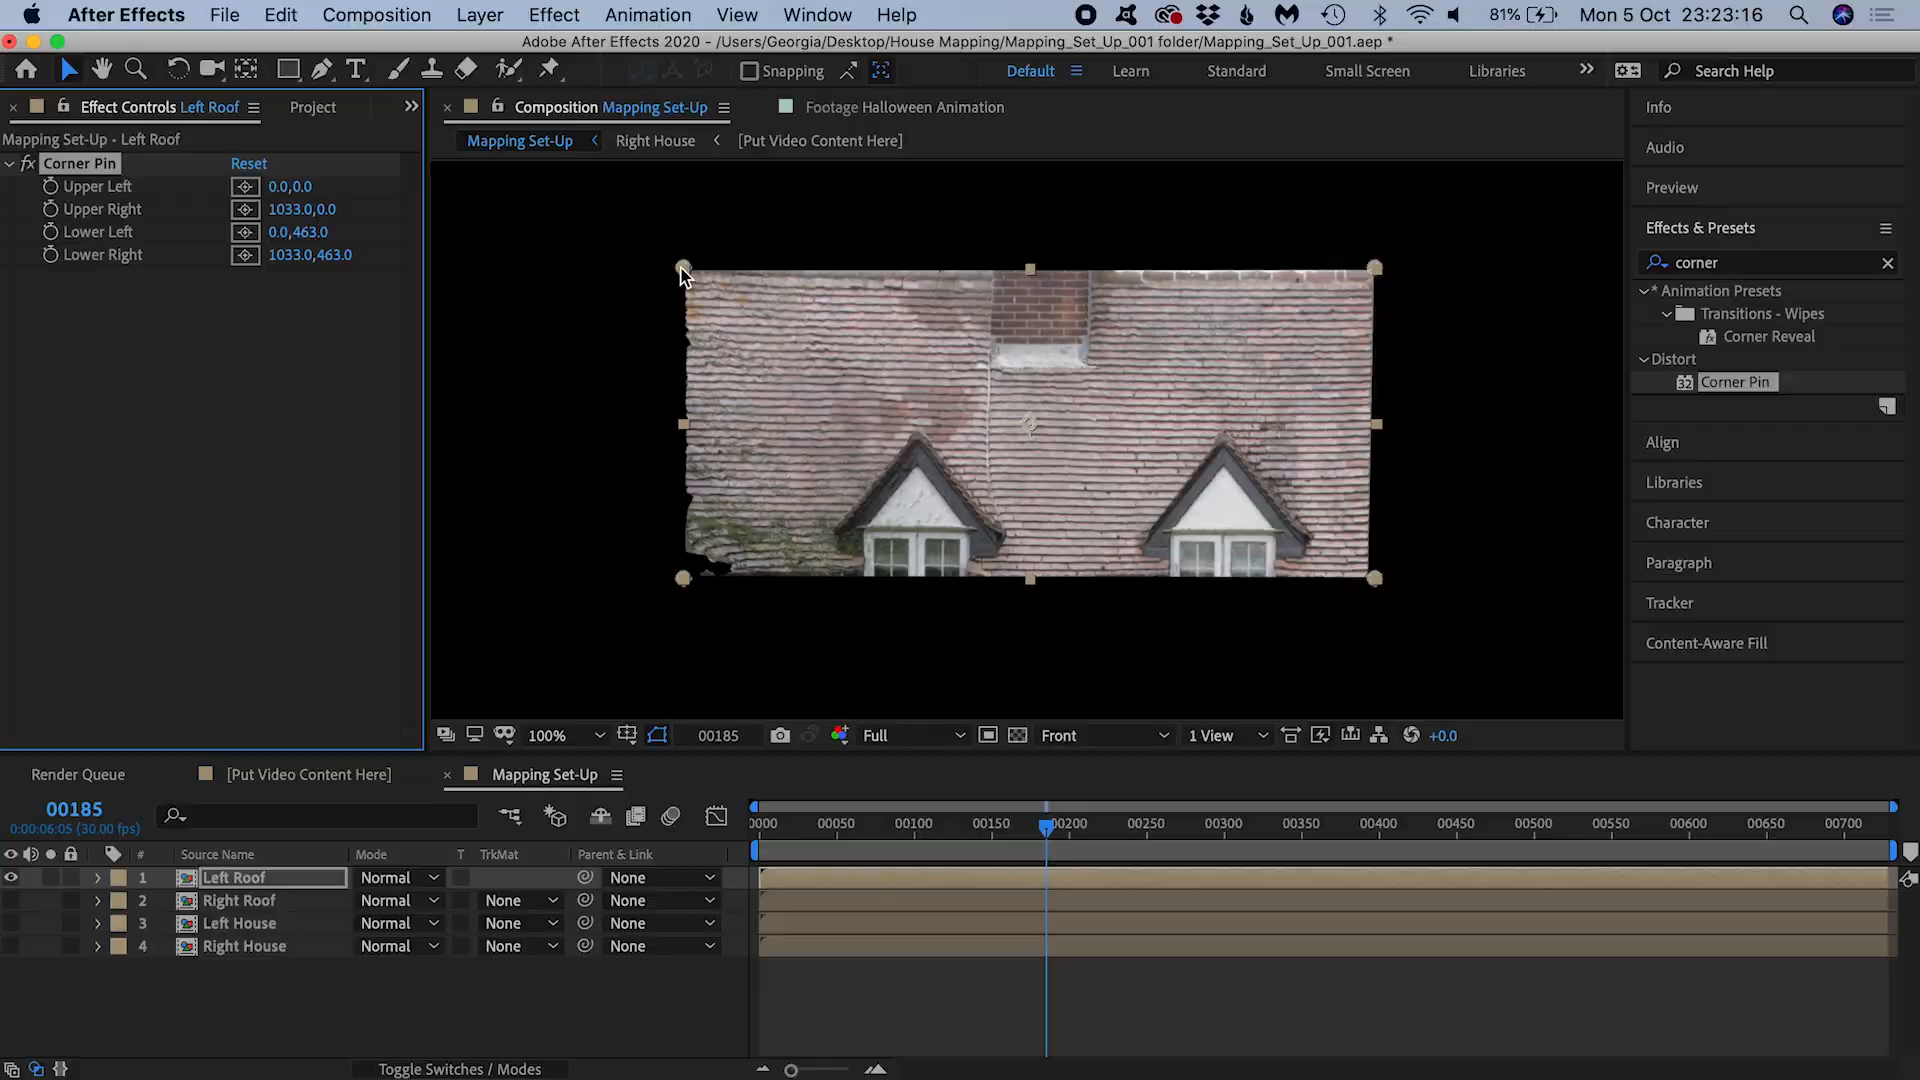 After Effects File Edit Composition Layer Effect Animation View Window Help 81% Mon 5 Oct 23:23:16
Adobe After Effects 2020 - /Users/Georgia/Desktop/House Mapping/Mapping_Set_Up_001 folder/Mapping_Set_Up_001.aep *
Snapping Default Learn Standard Small Screen Libraries Search Help
Effect Controls Left Roof Project
Mapping Set-Up • Left Roof
fx Corner Pin Reset
Upper Left 0.0,0.0
Upper Right 1033.0,0.0
Lower Left 0.0,463.0
Lower Right 1033.0,463.0
Composition Mapping Set-Up Footage Halloween Animation
Mapping Set-Up Right House [Put Video Content Here]
100% 00185 Full Front 1 View +0.0
Info
Audio
Preview
Effects & Presets
corner
* Animation Presets
Transitions - Wipes
Corner Reveal
Distort
32 Corner Pin
Align
Libraries
Character
Paragraph
Tracker
Content-Aware Fill
Render Queue [Put Video Content Here] Mapping Set-Up
00185
0:00:06:05 (30.00 fps)
0000 00050 00100 00150 00200 00250 00300 00350 00400 00450 00500 00550 00600 00650 00700
# Source Name Mode T TrkMat Parent & Link
1 Left Roof Normal None
2 Right Roof Normal None None
3 Left House Normal None None
4 Right House Normal None None
Toggle Switches / Modes